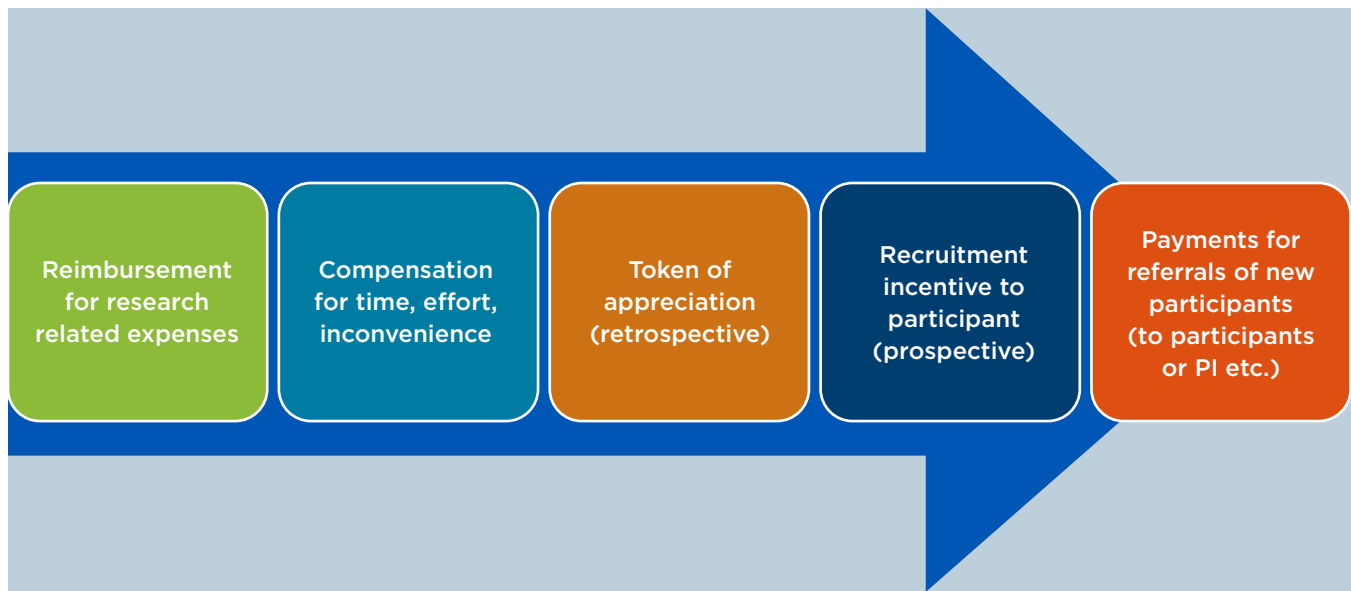 Reimbursement
for research
related expenses
Compensation
for time, effort,
inconvenience
Token of
appreciation
(retrospective)
Recruitment
incentive to
participant
(prospective)
Payments for
referrals of new
participants
(to participants
or PI etc.)